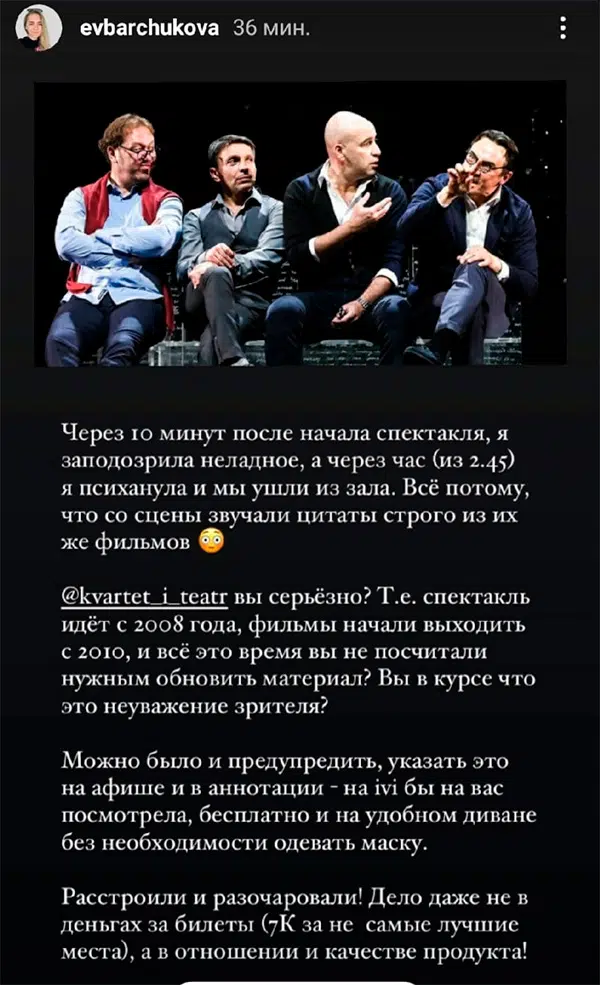 evbarchukova 36 мин.
Через 10 минут после начала спектакля, я
заподозрила неладное, а через час (из 2.45)
я психанула и мы ушли из зала. Всё потому,
что со сцены звучали цитаты строго из их
же фильмов 😳
@kvartet_i_teatr вы серьёзно? Т.е. спектакль
идёт с 2008 года, фильмы начали выходить
с 2010, и всё это время вы не посчитали
нужным обновить материал? Вы в курсе что
это неуважение зрителя?
Можно было и предупредить, указать это
на афише и в аннотации - на ivi бы на вас
посмотрела, бесплатно и на удобном диване
без необходимости одевать маску.
Расстроили и разочаровали! Дело даже не в
деньгах за билеты (7К за не самые лучшие
места), а в отношении и качестве продукта!